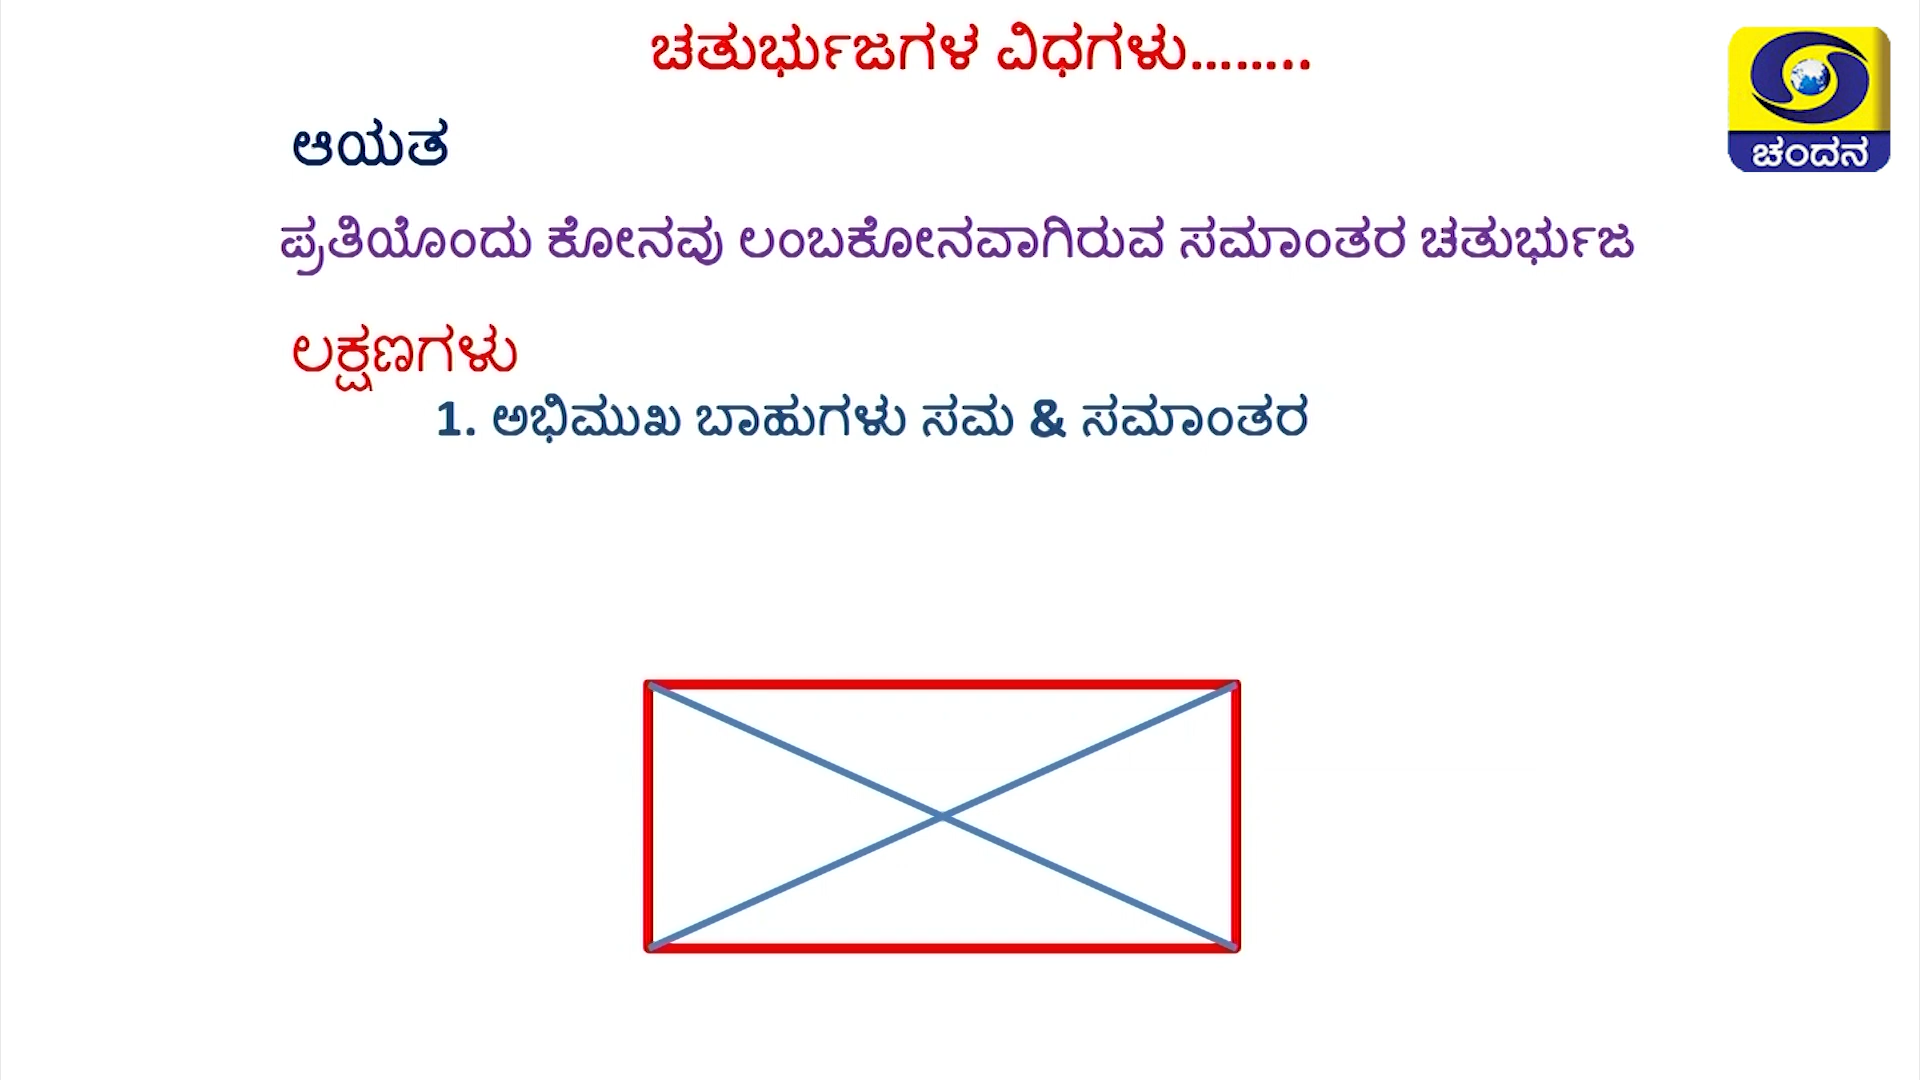 ಚತುರ್ಭುಜಗಳ ವಿಧಗಳು........
ಚಂದನ
ಆಯತ
ಪ್ರತಿಯೊಂದು ಕೋನವು ಲಂಬಕೋನವಾಗಿರುವ ಸಮಾಂತರ ಚತುರ್ಭುಜ
ಲಕ್ಷಣಗಳು
1. ಅಭಿಮುಖ ಬಾಹುಗಳು ಸಮ & ಸಮಾಂತರ